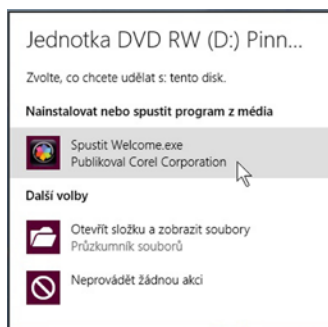 Jednotka DVD RW (D:) Pinn...
Zvolte, co chcete udělat s: tento disk.
Nainstalovat nebo spustit program z média
Spustit Welcome.exe
Publikoval Corel Corporation
Další volby
Otevřít složku a zobrazit soubory
Průzkumník souborů
Neprovádět žádnou akci